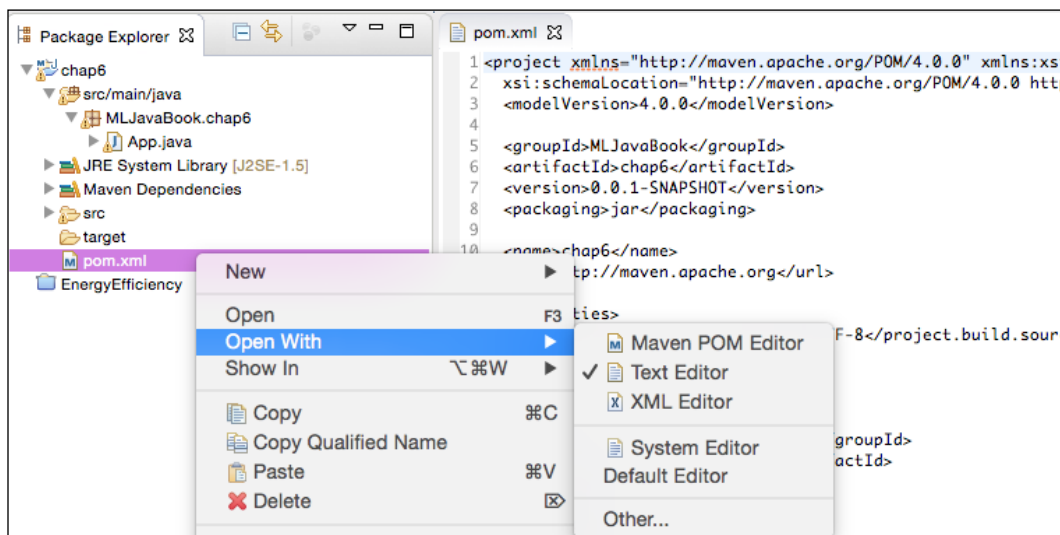 Package Explorer
chap6
src/main/java
MLJavaBook.chap6
App.java
JRE System Library [J2SE-1.5]
Maven Dependencies
src
target
pom.xml
EnergyEfficiency
pom.xml
1 <project xmlns="http://maven.apache.org/POM/4.0.0" xmlns:xs
2 xsi:schemaLocation="http://maven.apache.org/POM/4.0.0 htt
3 <modelVersion>4.0.0</modelVersion>
4
5 <groupId>MLJavaBook</groupId>
6 <artifactId>chap6</artifactId>
7 <version>0.0.1-SNAPSHOT</version>
8 <packaging>jar</packaging>
9
10 <name>chap6</name>
tp://maven.apache.org</url>
ties>
F-8</project.build.sour
groupId>
actId>
New
Open F3
Open With
Show In ⌥⌘W
Copy ⌘C
Copy Qualified Name
Paste ⌘V
Delete ⌦
Maven POM Editor
✓ Text Editor
XML Editor
System Editor
Default Editor
Other...